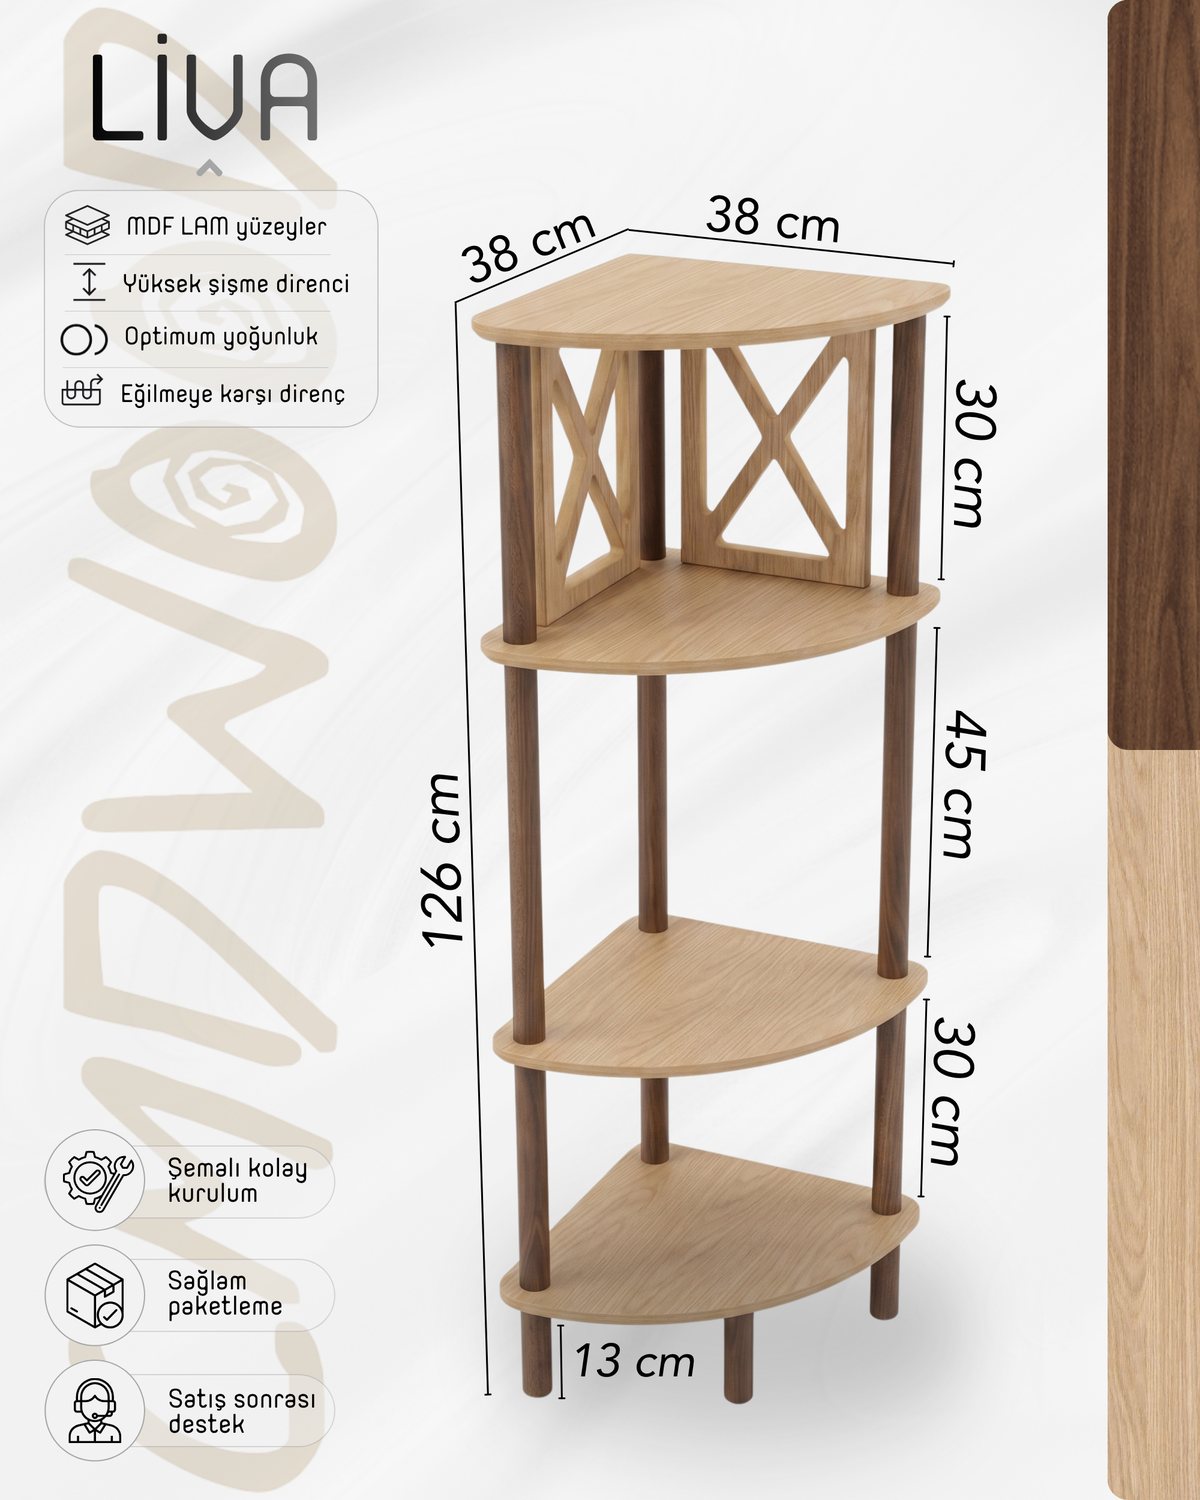 LİVA
MDF LAM yüzeyler
Yüksek şişme direnci
Optimum yoğunluk
Eğilmeye karşı direnç
38 cm
38 cm
30 cm
45 cm
126 cm
30 cm
13 cm
Şemalı kolay
kurulum
Sağlam
paketleme
Satış sonrası
destek